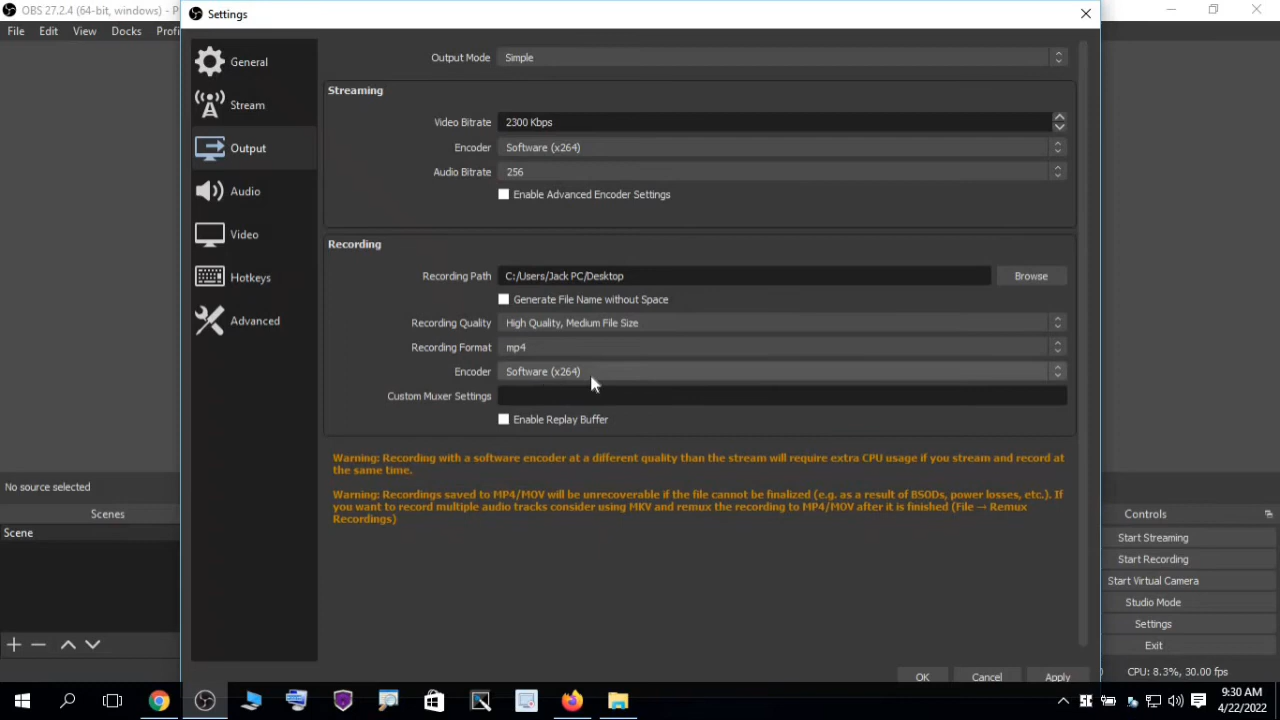 OBS 27.2.4 (64-bit, windows) - P
Settings
File Edit View Docks Profi
General
Stream
Output
Audio
Video
Hotkeys
Advanced
Output Mode Simple
Streaming
Video Bitrate 2300 Kbps
Encoder Software (x264)
Audio Bitrate 256
Enable Advanced Encoder Settings
Recording
Recording Path C:/Users/Jack PC/Desktop Browse
Generate File Name without Space
Recording Quality High Quality, Medium File Size
Recording Format mp4
Encoder Software (x264)
Custom Muxer Settings
Enable Replay Buffer
Warning: Recording with a software encoder at a different quality than the stream will require extra CPU usage if you stream and record at
the same time.
Warning: Recordings saved to MP4/MOV will be unrecoverable if the file cannot be finalized (e.g. as a result of BSODs, power losses, etc.). If
you want to record multiple audio tracks consider using MKV and remux the recording to MP4/MOV after it is finished (File → Remux
Recordings)
OK Cancel Apply
No source selected
Scenes
Scene
Controls
Start Streaming
Start Recording
Start Virtual Camera
Studio Mode
Settings
Exit
CPU: 8.3%, 30.00 fps
9:30 AM
4/22/2022